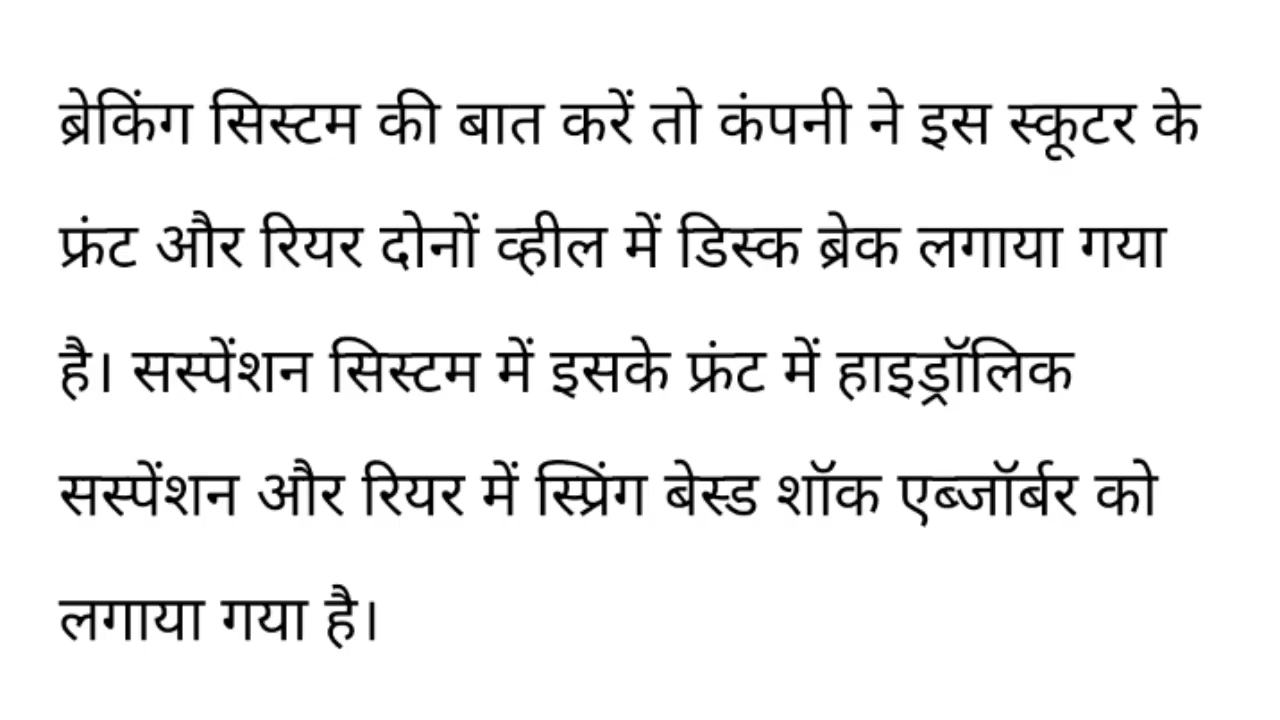 ब्रेकिंग सिस्टम की बात करें तो कंपनी ने इस स्कूटर के
फ्रंट और रियर दोनों व्हील में डिस्क ब्रेक लगाया गया
है। सस्पेंशन सिस्टम में इसके फ्रंट में हाइड्रॉलिक
सस्पेंशन और रियर में स्प्रिंग बेस्ड शॉक एब्जॉर्बर को
लगाया गया है।